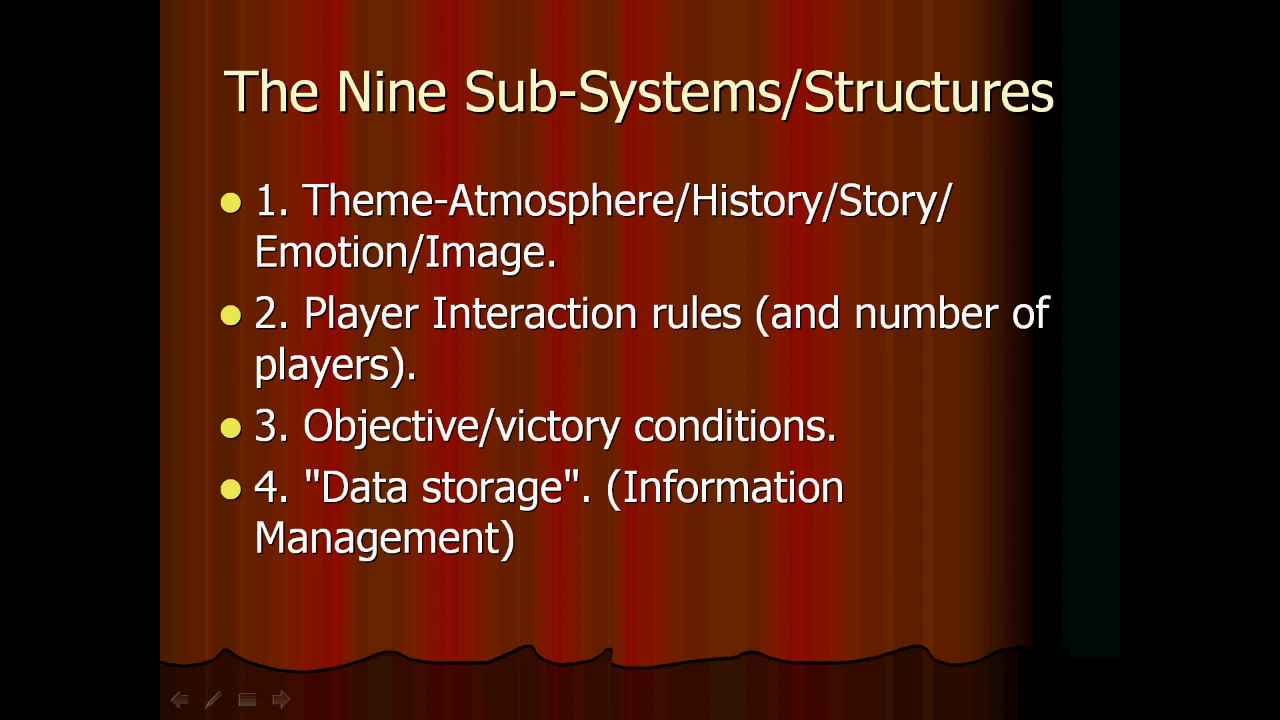 The Nine Sub-Systems/Structures
1. Theme-Atmosphere/History/Story/
Emotion/Image.
2. Player Interaction rules (and number of
players).
3. Objective/victory conditions.
4. "Data storage". (Information
Management)